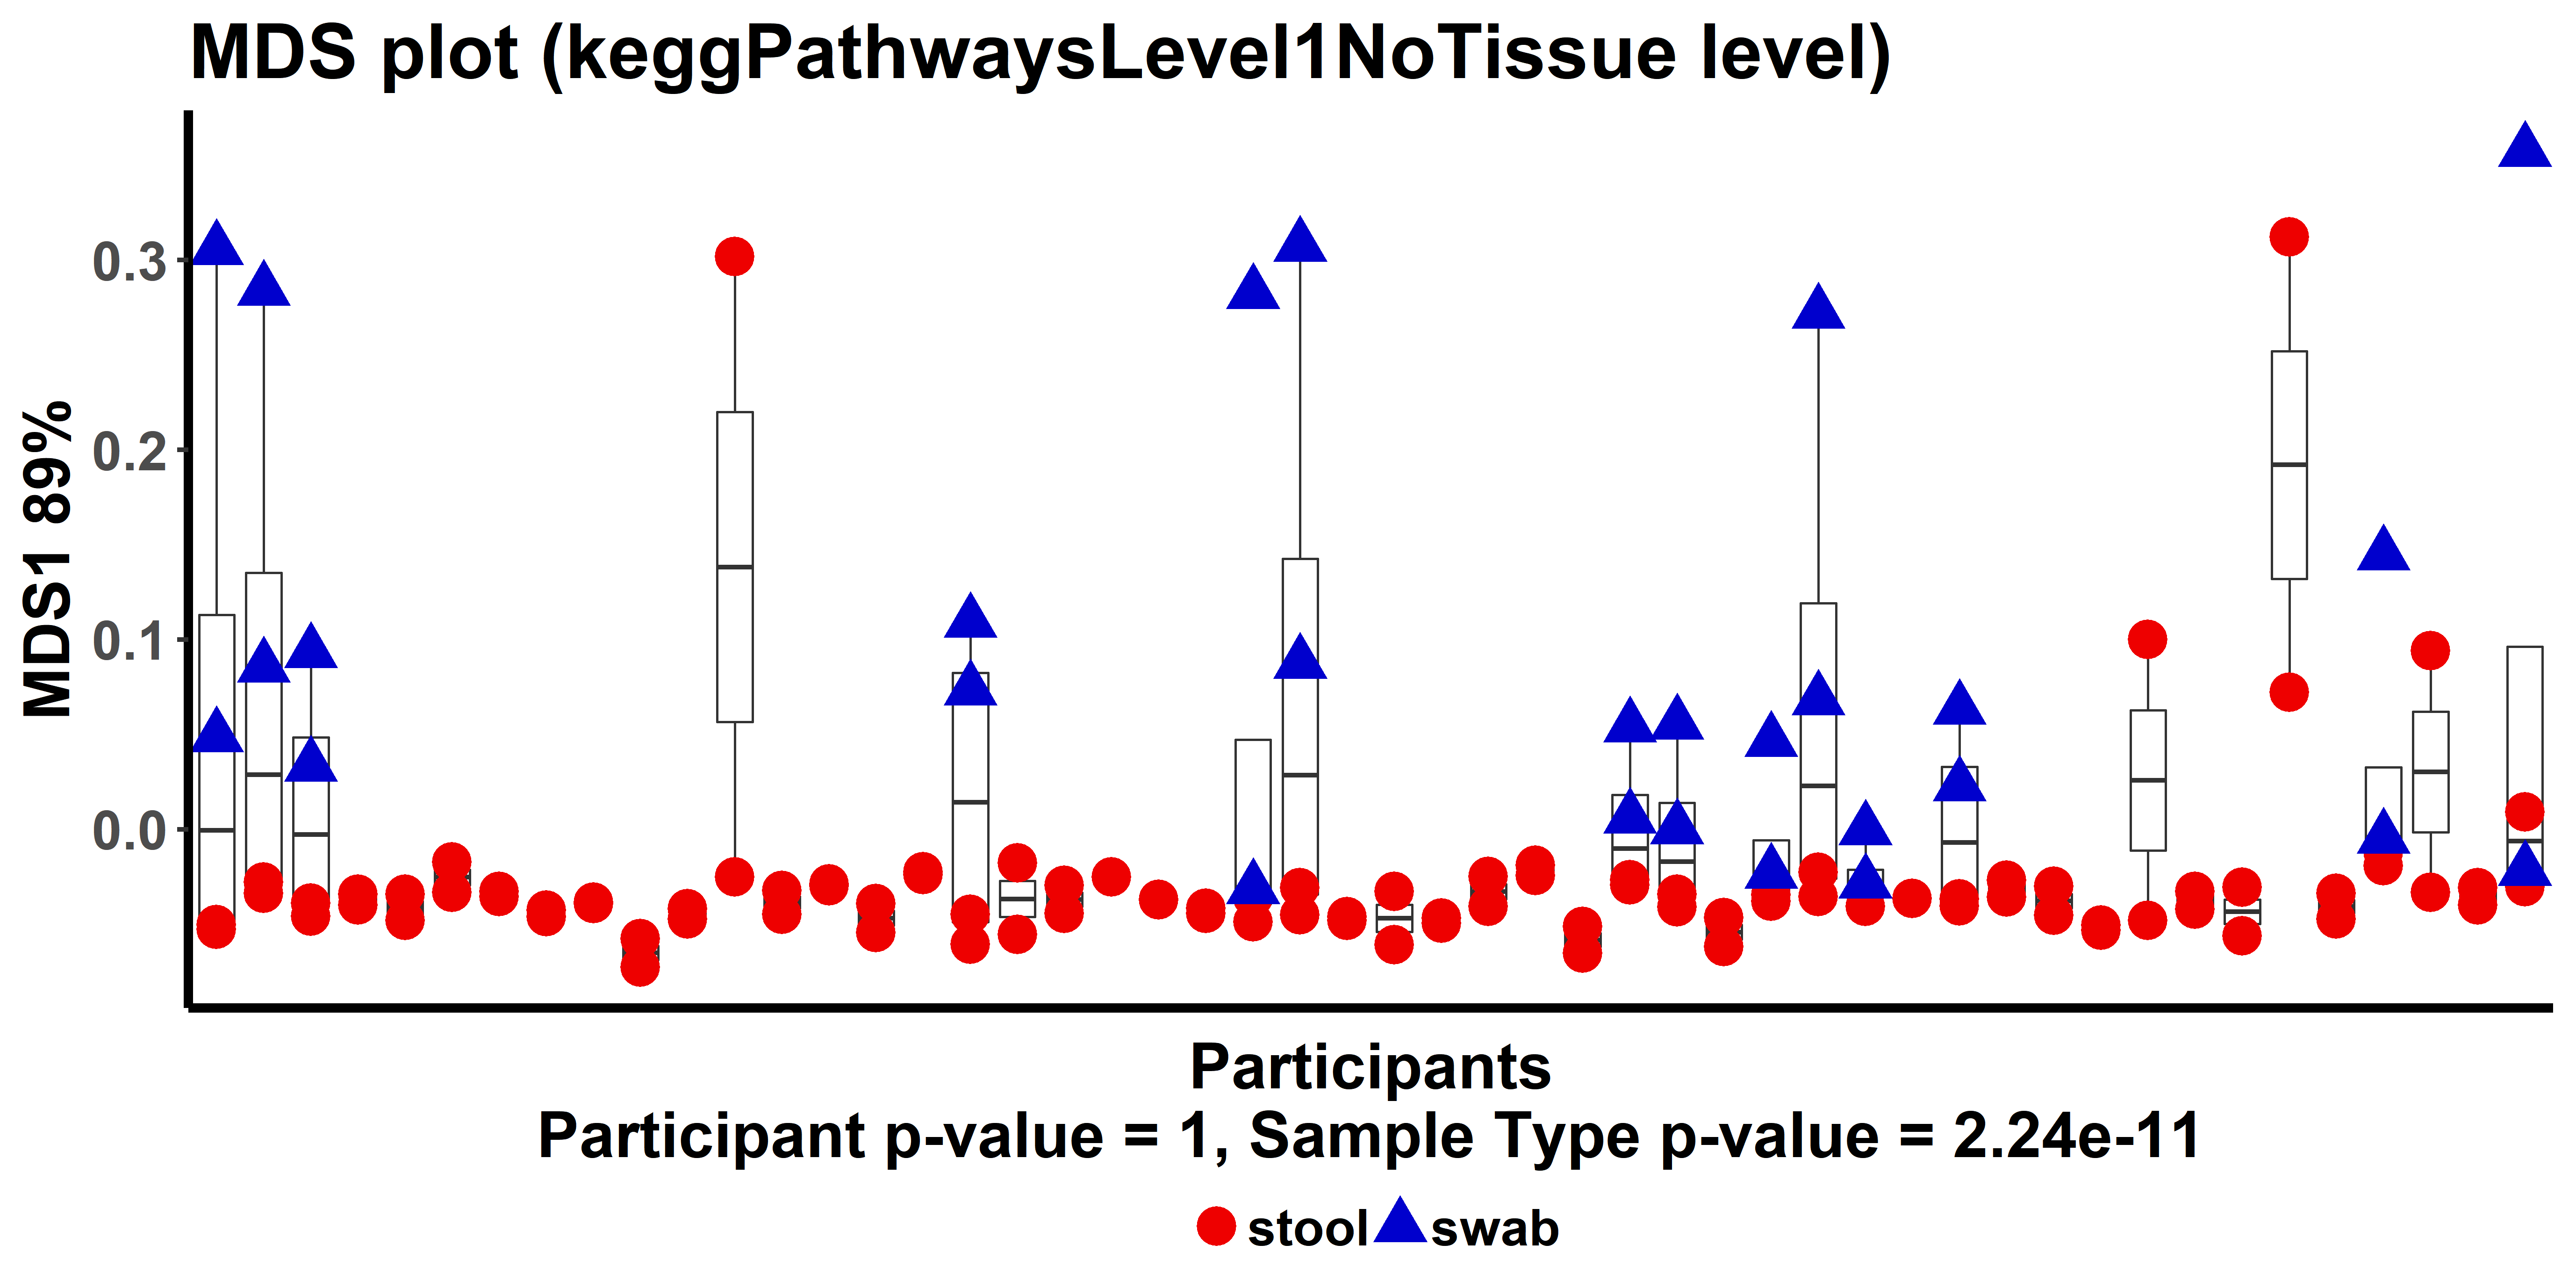 MDS plot (keggPathwaysLevel1NoTissue level)
MDS1 89%
0.3
0.2
0.1
0.0
Participants
Participant p-value = 1, Sample Type p-value = 2.24e-11
stool swab